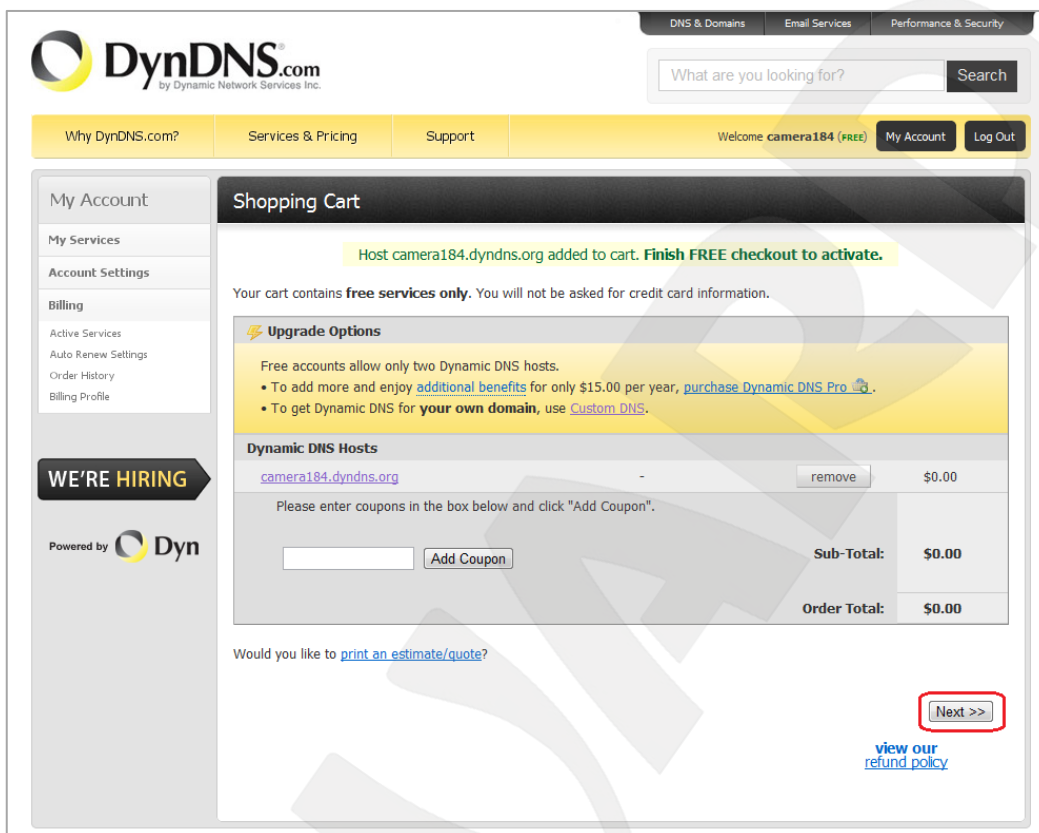 DNS & Domains Email Services Performance & Security
DynDNS®.com
by Dynamic Network Services Inc.
What are you looking for? Search
Why DynDNS.com? Services & Pricing Support Welcome camera184 (FREE) My Account Log Out
My Account
My Services
Account Settings
Billing
Active Services
Auto Renew Settings
Order History
Billing Profile
WE'RE HIRING
Powered by Dyn
Shopping Cart
Host camera184.dyndns.org added to cart. Finish FREE checkout to activate.
Your cart contains free services only. You will not be asked for credit card information.
Upgrade Options
Free accounts allow only two Dynamic DNS hosts.
• To add more and enjoy additional benefits for only $15.00 per year, purchase Dynamic DNS Pro .
• To get Dynamic DNS for your own domain, use Custom DNS.
Dynamic DNS Hosts
camera184.dyndns.org - remove $0.00
Please enter coupons in the box below and click "Add Coupon".
Add Coupon Sub-Total: $0.00
Order Total: $0.00
Would you like to print an estimate/quote?
Next >>
view our
refund policy